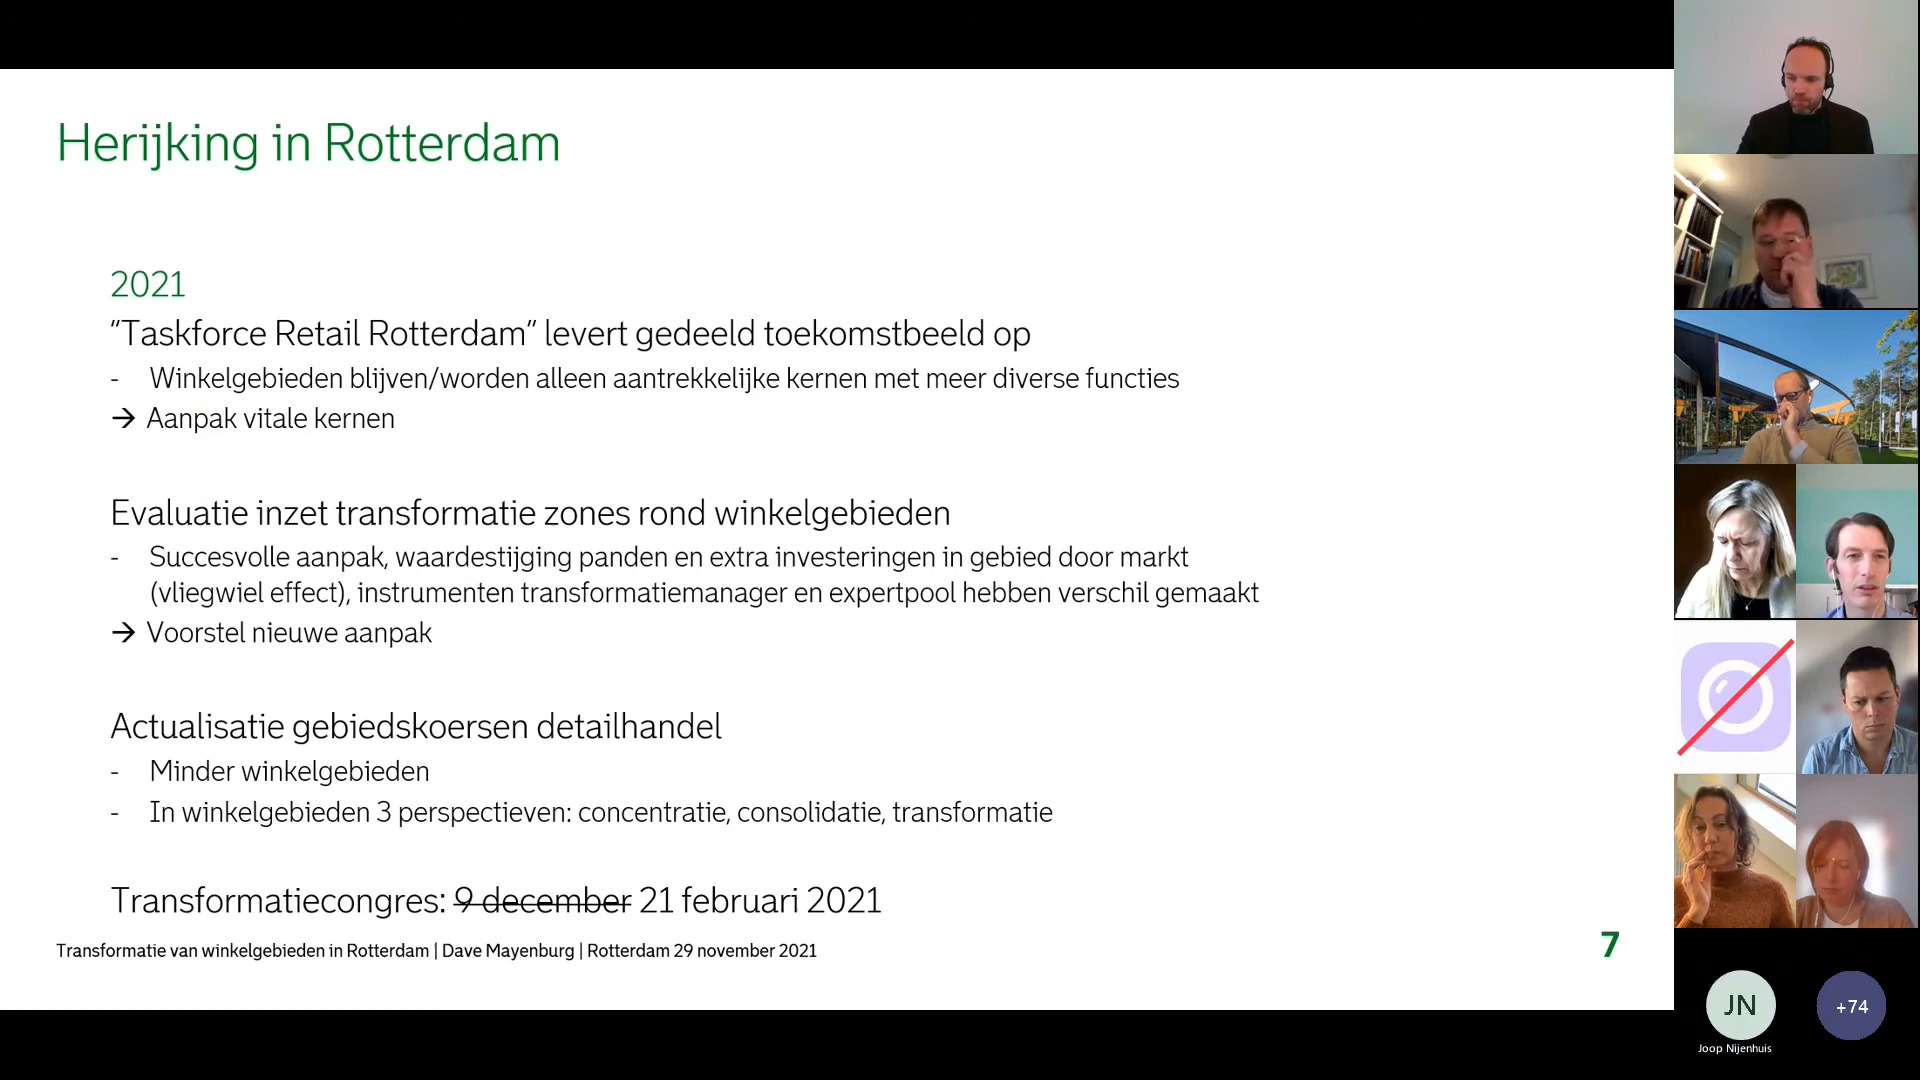 Herijking in Rotterdam
2021
“Taskforce Retail Rotterdam” levert gedeeld toekomstbeeld op
- Winkelgebieden blijven/worden alleen aantrekkelijke kernen met meer diverse functies
→ Aanpak vitale kernen
Evaluatie inzet transformatie zones rond winkelgebieden
- Succesvolle aanpak, waardestijging panden en extra investeringen in gebied door markt
(vliegwiel effect), instrumenten transformatiemanager en expertpool hebben verschil gemaakt
→ Voorstel nieuwe aanpak
Actualisatie gebiedskoersen detailhandel
- Minder winkelgebieden
- In winkelgebieden 3 perspectieven: concentratie, consolidatie, transformatie
Transformatiecongres: 9 december 21 februari 2021
Transformatie van winkelgebieden in Rotterdam | Dave Mayenburg | Rotterdam 29 november 2021
7
JN
+74
Joop Nijenhuis